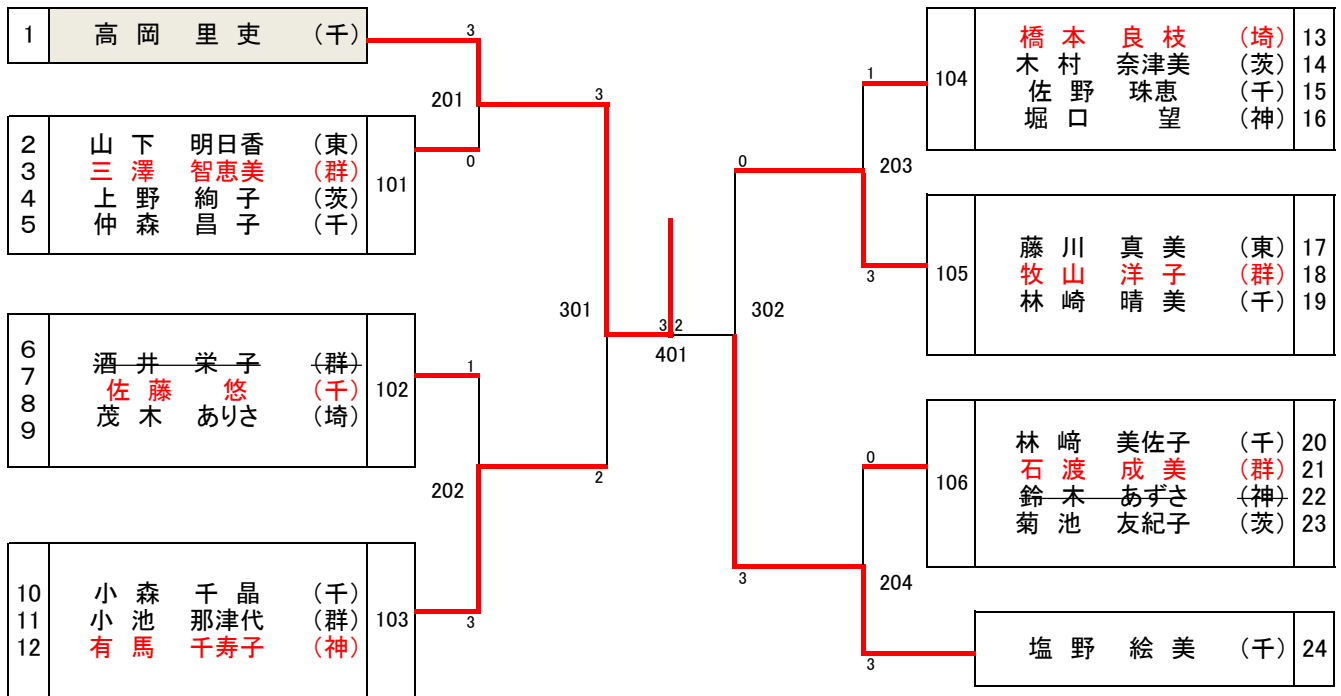 1 高岡 里吏 (千)
2 山下 明日香 (東)
3 三澤 智恵美 (群)
4 上野 絢子 (茨)
5 仲森 昌子 (千)
101
6
酒井 栄子 (群)
7
佐藤 悠 (千)
8
茂木 ありさ (埼)
9
102
10 小森 千晶 (千)
11 小池 那津代 (群)
12 有馬 千寿子 (神)
103
3
201
0
1
202
3
3
301
2
3 2
401
0
302
3
1
203
3
0
204
3
104
橋本 良枝 (埼) 13
木村 奈津美 (茨) 14
佐野 珠恵 (千) 15
堀口 望 (神) 16
105
藤川 真美 (東) 17
牧山 洋子 (群) 18
林崎 晴美 (千) 19
106
林﨑 美佐子 (千) 20
石渡 成美 (群) 21
鈴木 あずさ (神) 22
菊池 友紀子 (茨) 23
塩野 絵美 (千) 24